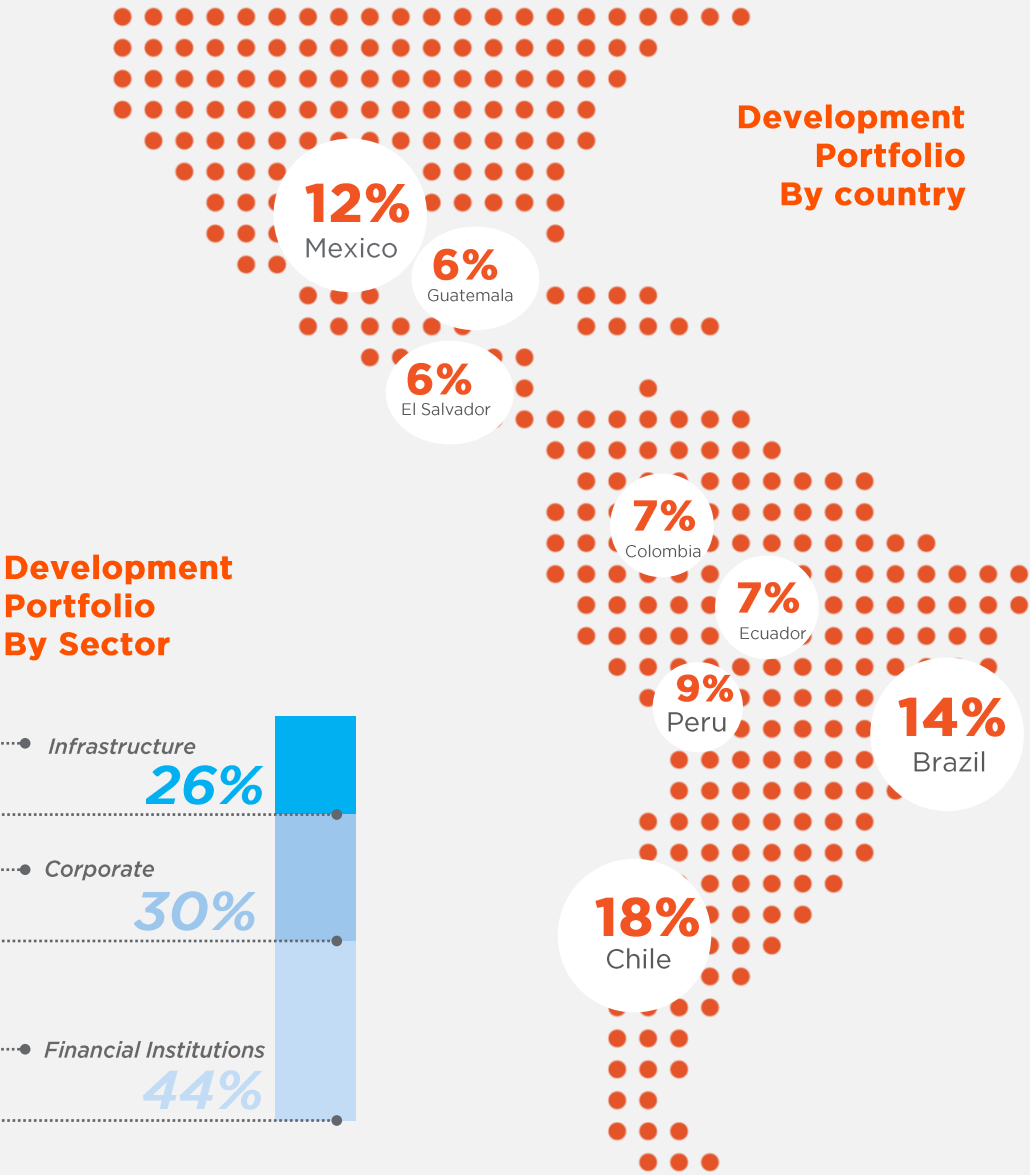 Development
Portfolio
By country
12%
Mexico
6%
Guatemala
6%
El Salvador
7%
Colombia
7%
Ecuador
9%
Peru
14%
Brazil
18%
Chile
Development
Portfolio
By Sector
Infrastructure
26%
Corporate
30%
Financial Institutions
44%